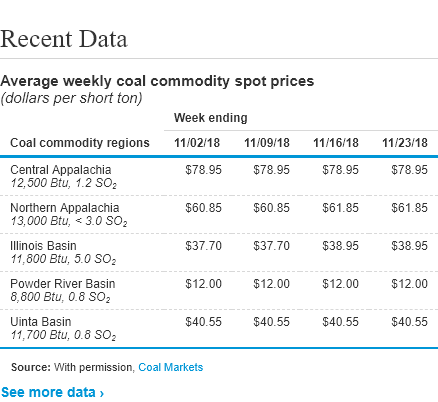 Recent Data
Average weekly coal commodity spot prices
(dollars per short ton)
Week ending
Coal commodity regions 11/02/18 11/09/18 11/16/18 11/23/18
Central Appalachia $78.95 $78.95 $78.95 $78.95
12,500 Btu, 1.2 SO₂
Northern Appalachia $60.85 $60.85 $61.85 $61.85
13,000 Btu, < 3.0 SO₂
Illinois Basin $37.70 $37.70 $38.95 $38.95
11,800 Btu, 5.0 SO₂
Powder River Basin $12.00 $12.00 $12.00 $12.00
8,800 Btu, 0.8 SO₂
Uinta Basin $40.55 $40.55 $40.55 $40.55
11,700 Btu, 0.8 SO₂
Source: With permission, Coal Markets
See more data ›